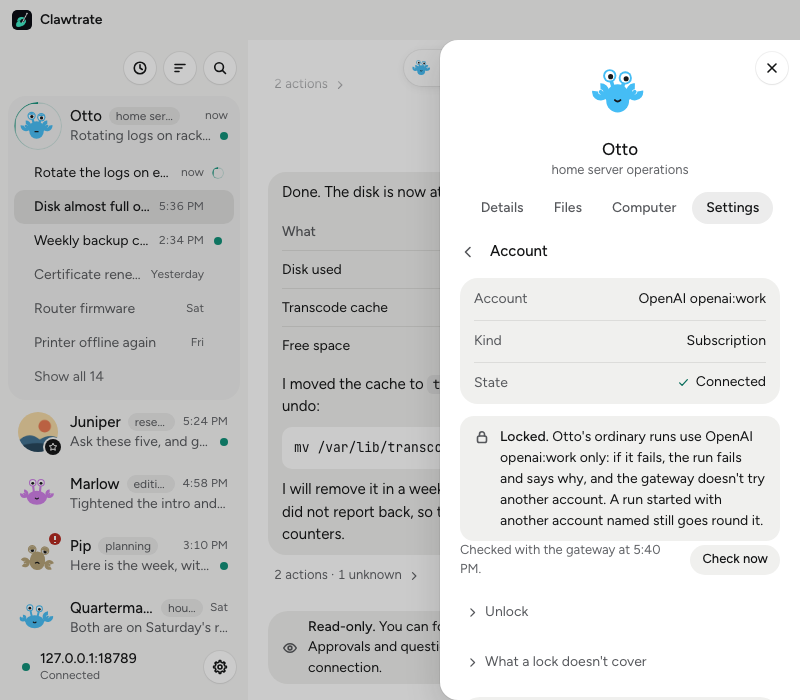 Clawtrate
Otto
home ser...
now
Rotating logs on rack...
Rotate the logs on e...
now
Disk almost full o...
5:36 PM
Weekly backup c...
2:34 PM
Certificate rene...
Yesterday
Router firmware
Sat
Printer offline again
Fri
Show all 14
Juniper
rese...
5:24 PM
Ask these five, and g...
Marlow
editi...
4:58 PM
Tightened the intro and...
Pip
planning
3:10 PM
Here is the week, wit...
Quarterma...
hou...
Sat
Both are on Saturday's r...
127.0.0.1:18789
Connected
2 actions
Done. The disk is now at
What
Disk used
Transcode cache
Free space
I moved the cache to
undo:
mv /var/lib/transco
I will remove it in a week
did not report back, so t
counters.
2 actions · 1 unknown
Read-only. You can fo
Approvals and questi
connection.
Otto
home server operations
Details
Files
Computer
Settings
Account
Account
OpenAI openai:work
Kind
Subscription
State
Connected
Locked. Otto's ordinary runs use OpenAI
openai:work only: if it fails, the run fails
and says why, and the gateway doesn't try
another account. A run started with
another account named still goes round it.
Checked with the gateway at 5:40
PM.
Check now
Unlock
What a lock doesn't cover